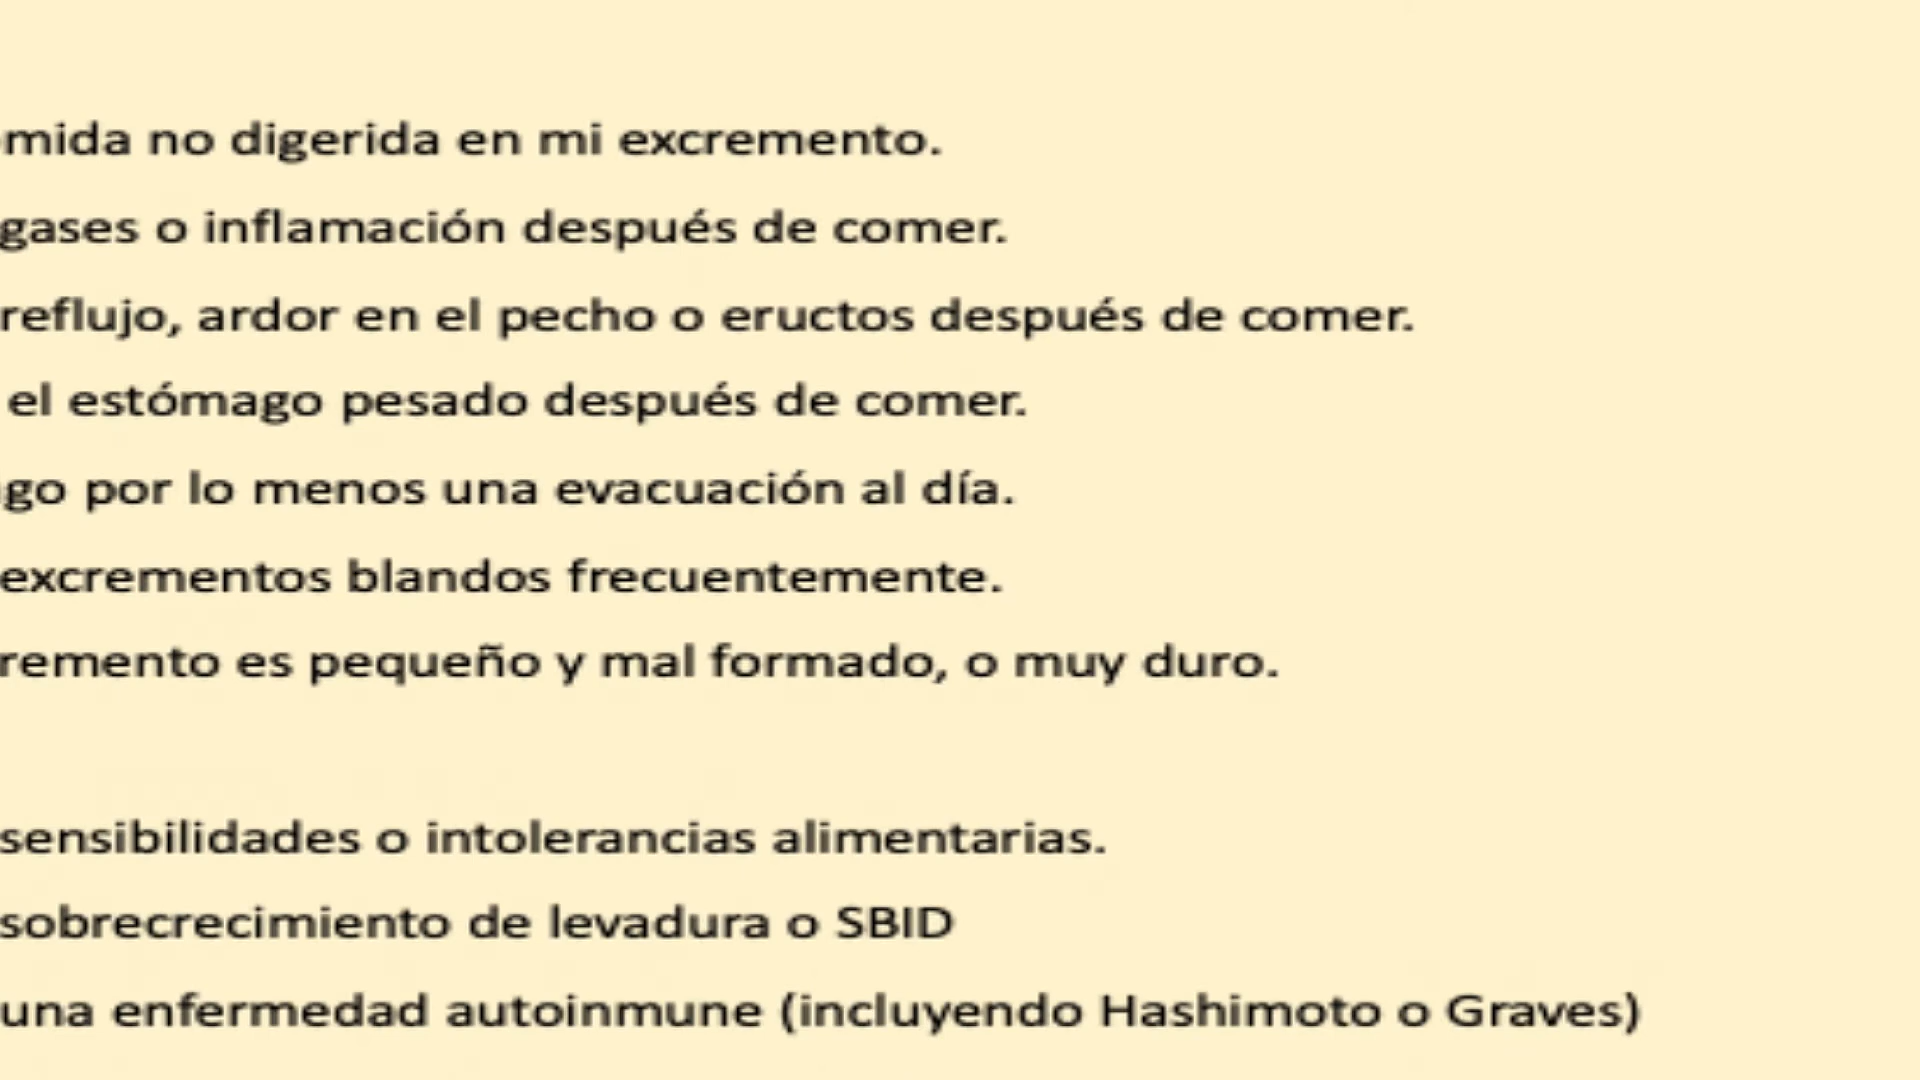 mida no digerida en mi excremento.
gases o inflamación después de comer.
reflujo, ardor en el pecho o eructos después de comer.
el estómago pesado después de comer.
go por lo menos una evacuación al día.
excrementos blandos frecuentemente.
remento es pequeño y mal formado, o muy duro.
sensibilidades o intolerancias alimentarias.
sobrecrecimiento de levadura o SBID
una enfermedad autoinmune (incluyendo Hashimoto o Graves)